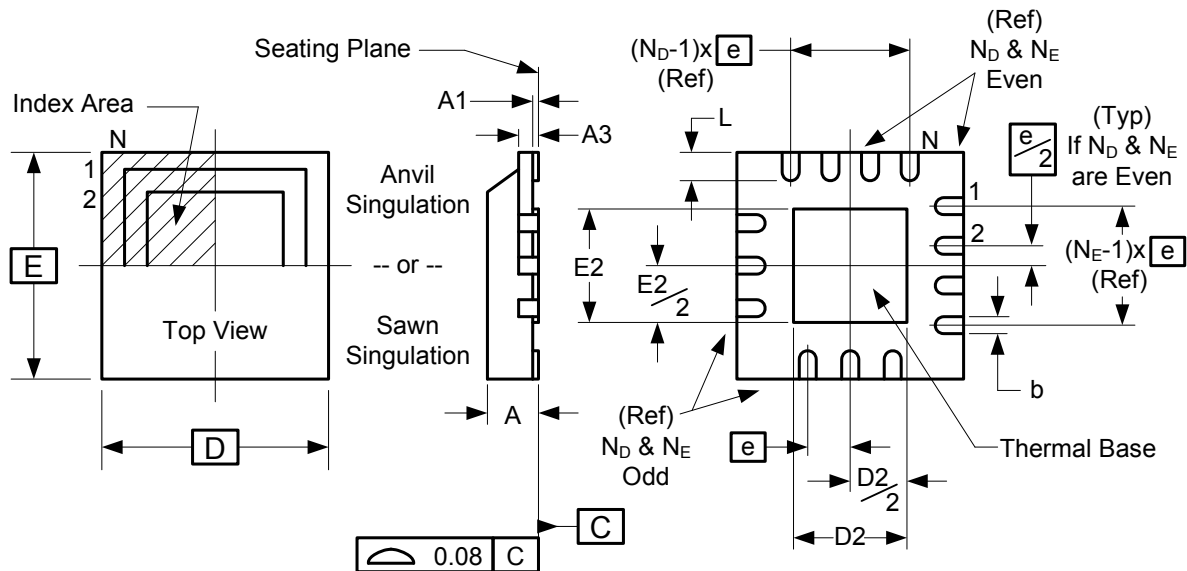 Seating Plane
Index Area
A1
A3
N
1
2
E
Top View
D
Anvil
Singulation
-- or --
Sawn
Singulation
A
0.08 C
C
(ND-1)x e
(Ref)
(Ref)
ND & NE
Even
L
N
e/2
(Typ)
If ND & NE
are Even
1
2
(NE-1)x e
(Ref)
E2
E2/2
b
(Ref)
ND & NE
Odd
e
Thermal Base
D2/2
D2